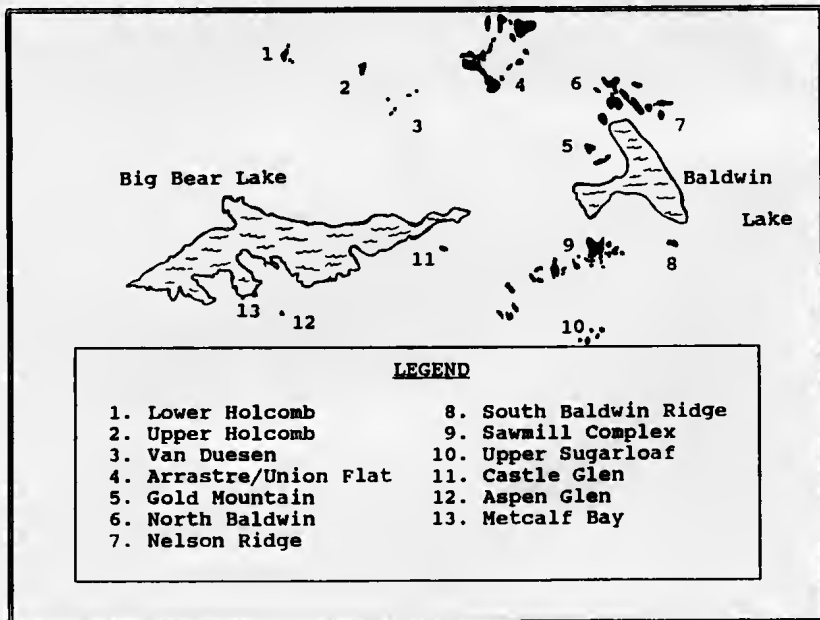 1
2
3
4
6
7
5
Big Bear Lake
Baldwin
Lake
11
9
8
13
12
10
LEGEND
1. Lower Holcomb
2. Upper Holcomb
3. Van Duesen
4. Arrastre/Union Flat
5. Gold Mountain
6. North Baldwin
7. Nelson Ridge
8. South Baldwin Ridge
9. Sawmill Complex
10. Upper Sugarloaf
11. Castle Glen
12. Aspen Glen
13. Metcalf Bay